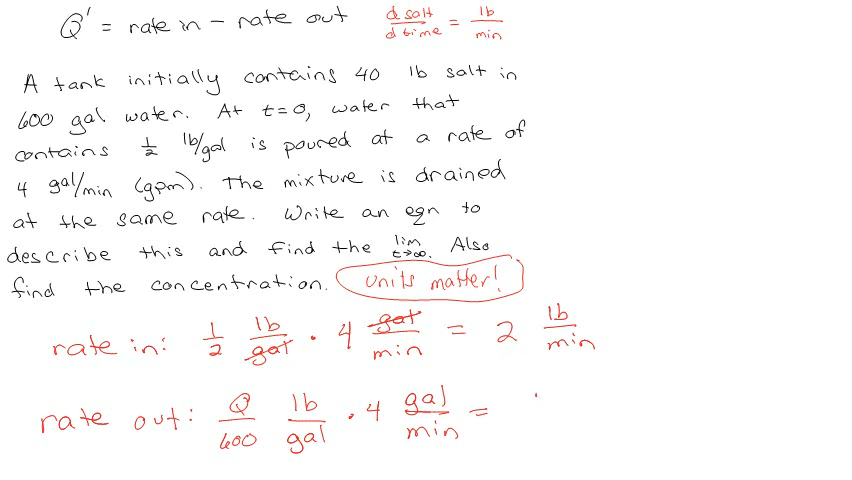 Q' = rate in - rate out d salt/d time = lb/min
A tank initially contains 40 lb salt in
600 gal water. At t=0, water that
contains 1/2 lb/gal is poured at a rate of
4 gal/min (gpm). The mixture is drained
at the same rate. Write an eqn to
describe this and find the lim t→∞. Also
find the concentration. units matter!
rate in: 1/2 lb/gal · 4 gal/min = 2 lb/min
rate out: Q/600 lb/gal · 4 gal/min =